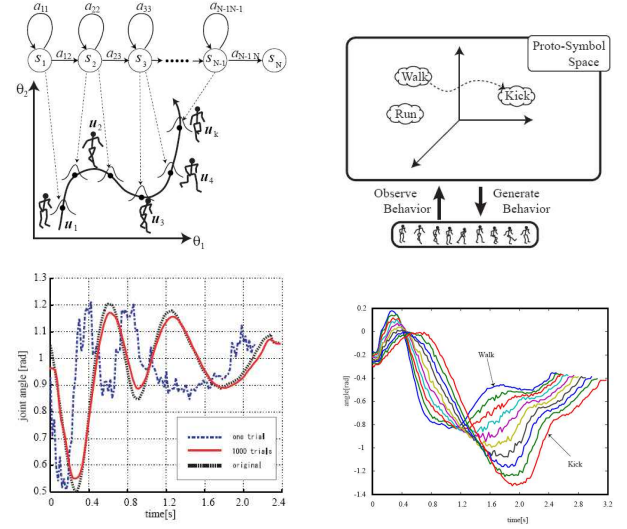 a11 a22 a33 aN-1N-1
s1 a12 s2 a23 s3 sN-1 aN-1 N sN
θ2
u2
uk
u4
u1
u3
θ1
Proto-Symbol
Space
Walk
Kick
Run
Observe
Behavior
Generate
Behavior
1.3
1.2
1.1
1.0
0.9
0.8
0.7
0.6
0.5
joint angle [rad]
one trial
1000 trials
original
0 0.4 0.8 1.2 1.6 2.0 2.4
time[s]
0.2
0
-0.2
-0.4
-0.6
-0.8
-1
-1.2
-1.4
angle[rad]
Walk
Kick
0 0.4 0.8 1.2 1.6 2.0 2.4 3.2
time[s]